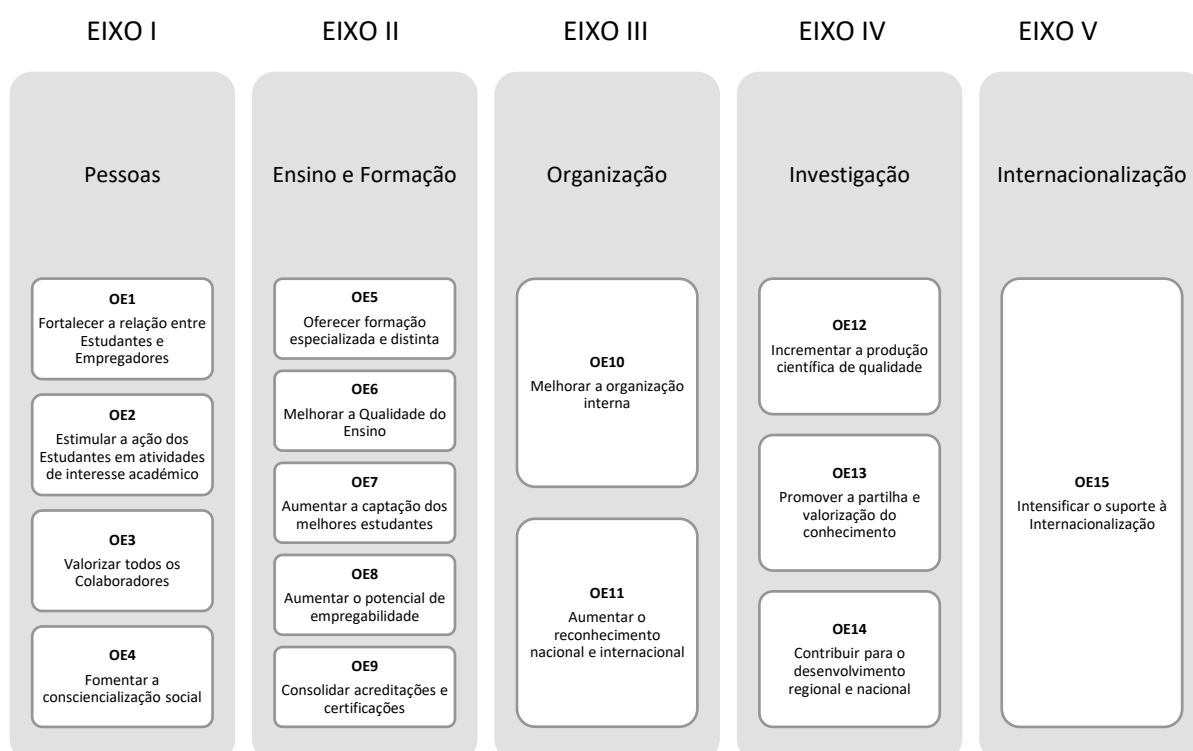 EIXO I
Pessoas
OE1
Fortalecer a relação entre
Estudantes e
Empregadores
OE2
Estimular a ação dos
Estudantes em atividades
de interesse académico
OE3
Valorizar todos os
Colaboradores
OE4
Fomentar a
consciencialização social
EIXO II
Ensino e Formação
OE5
Oferecer formação
especializada e distinta
OE6
Melhorar a Qualidade do
Ensino
OE7
Aumentar a captação dos
melhores estudantes
OE8
Aumentar o potencial de
empregabilidade
OE9
Consolidar acreditações e
certificações
EIXO III
Organização
OE10
Melhorar a organização
interna
OE11
Aumentar o
reconhecimento
nacional e internacional
EIXO IV
Investigação
OE12
Incrementar a produção
científica de qualidade
OE13
Promover a partilha e
valorização do
conhecimento
OE14
Contribuir para o
desenvolvimento
regional e nacional
EIXO V
Internacionalização
OE15
Intensificar o suporte à
Internacionalização